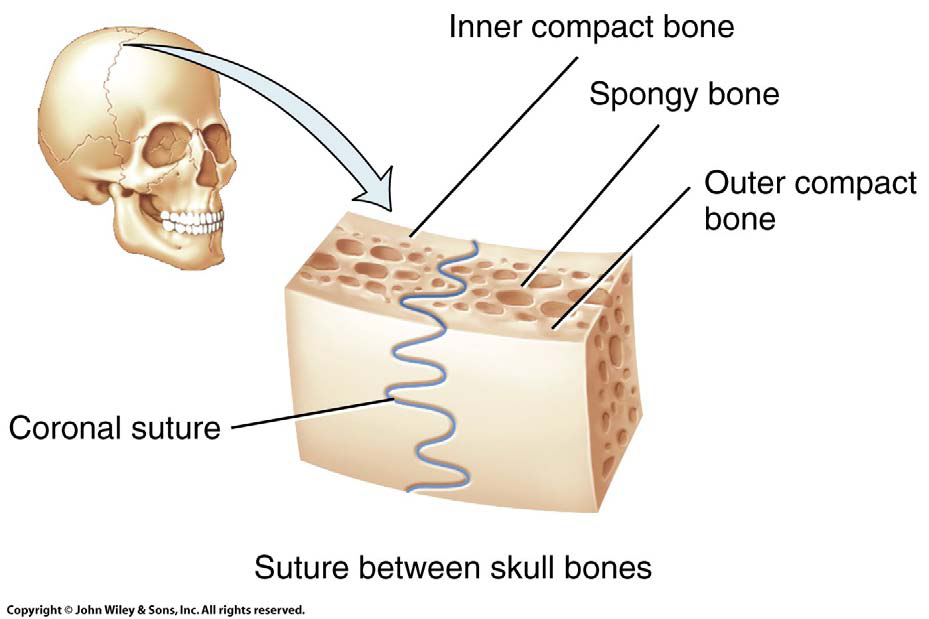 Inner compact bone
Spongy bone
Outer compact
bone
Coronal suture
Suture between skull bones
Copyright © John Wiley & Sons, Inc. All rights reserved.